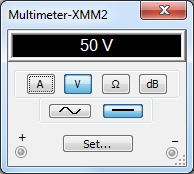 Multimeter-XMM2
50 V
A V Ω dB
+ −
Set...